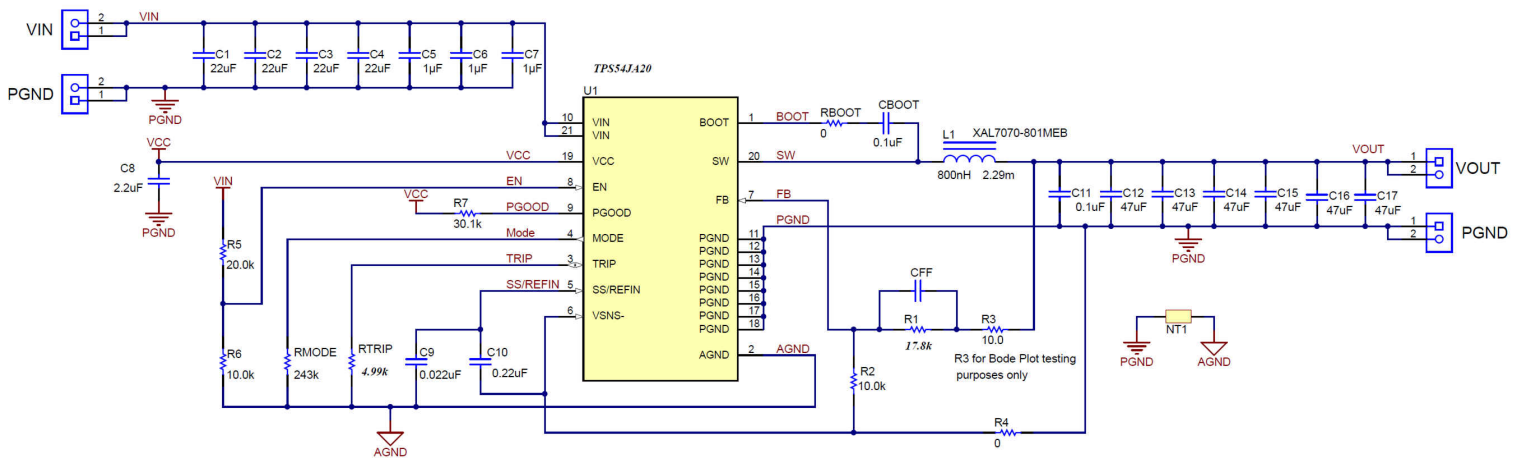 VIN
2
1
VIN
C1
22uF
C2
22uF
C3
22uF
C4
22uF
C5
1µF
C6
1µF
C7
1µF
PGND
2
1
PGND
TPS54JA20
U1
10
21
VIN
VIN
VCC
19
VCC
VCC
C8
2.2uF
PGND
EN
8
EN
VIN
VCC
R7
30.1k
PGOOD
9
PGOOD
Mode
4
MODE
TRIP
3
TRIP
SS/REFIN
5
SS/REFIN
6
VSNS-
R5
20.0k
R6
10.0k
RMODE
243k
RTRIP
4.99k
C9
0.022uF
C10
0.22uF
AGND
BOOT
1
BOOT
RBOOT
0
CBOOT
0.1uF
SW
20
SW
L1
XAL7070-801MEB
800nH
2.29m
FB
7
FB
PGND
PGND
11
PGND
12
PGND
13
PGND
14
PGND
15
PGND
16
PGND
17
PGND
18
AGND
2
AGND
C11
0.1uF
C12
47uF
C13
47uF
C14
47uF
C15
47uF
C16
47uF
C17
47uF
VOUT
1
2
VOUT
1
2
PGND
PGND
CFF
R1
17.8k
R3
10.0
R3 for Bode Plot testing
purposes only
R2
10.0k
R4
0
NT1
PGND
AGND